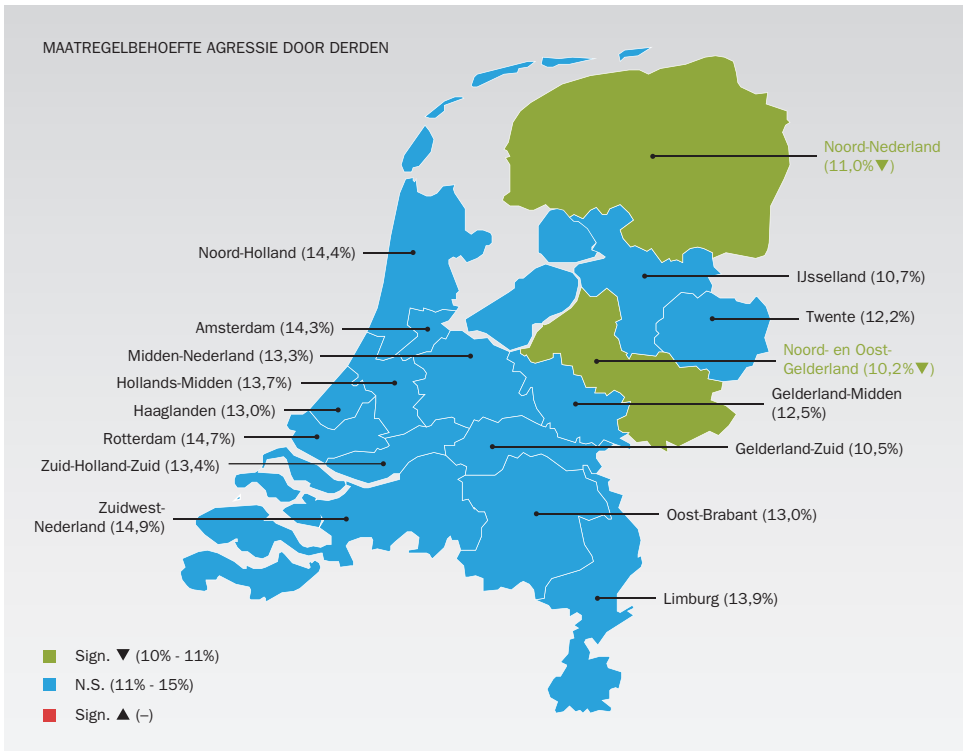 MAATREGELBEHOEFTE AGRESSIE DOOR DERDEN
Noord-Nederland
(11,0%▼)
Noord-Holland (14,4%)
IJsselland (10,7%)
Amsterdam (14,3%)
Twente (12,2%)
Midden-Nederland (13,3%)
Noord- en Oost-
Gelderland (10,2%▼)
Hollands-Midden (13,7%)
Gelderland-Midden
(12,5%)
Haaglanden (13,0%)
Rotterdam (14,7%)
Gelderland-Zuid (10,5%)
Zuid-Holland-Zuid (13,4%)
Zuidwest-
Nederland (14,9%)
Oost-Brabant (13,0%)
Limburg (13,9%)
Sign. ▼ (10% - 11%)
N.S. (11% - 15%)
Sign. ▲ (–)